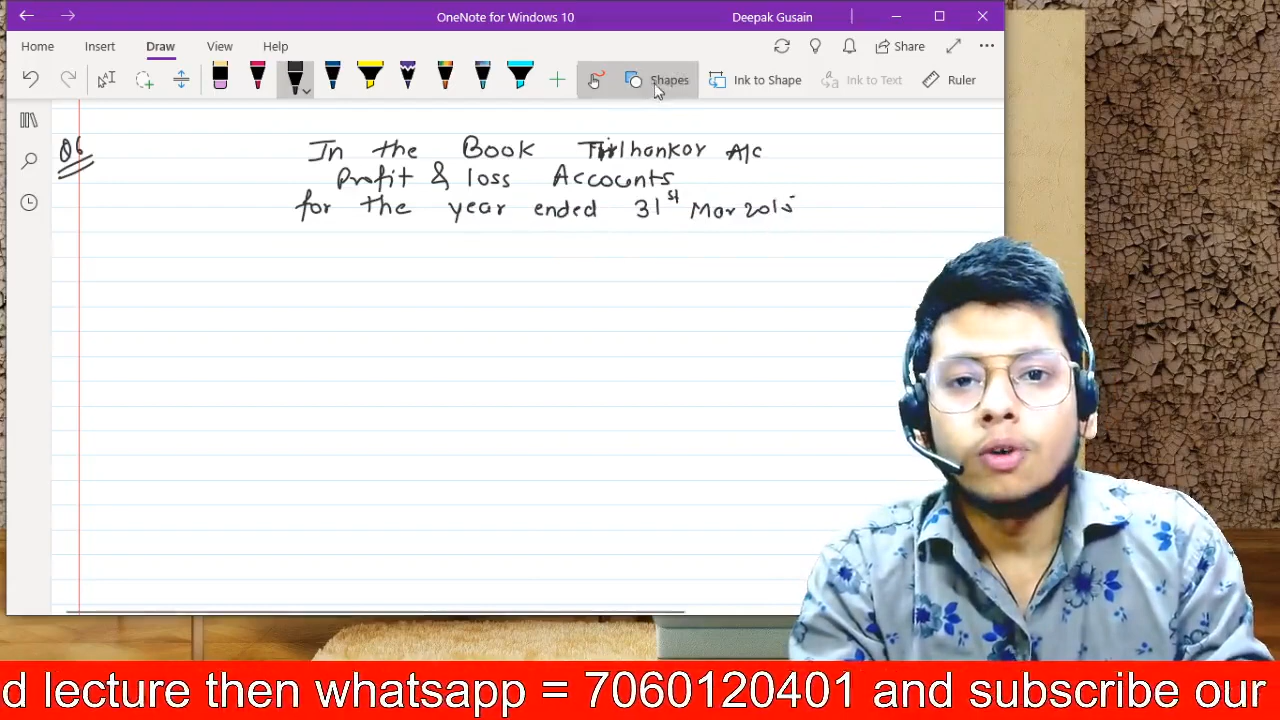 OneNote for Windows 10
Deepak Gusain
Home Insert Draw View Help Share
Shapes Ink to Shape Ink to Text Ruler
Q6
In the Book A/c
Profit & loss Accounts
for the year ended 31st Mar 2015
d lecture then whatsapp = 7060120401 and subscribe our